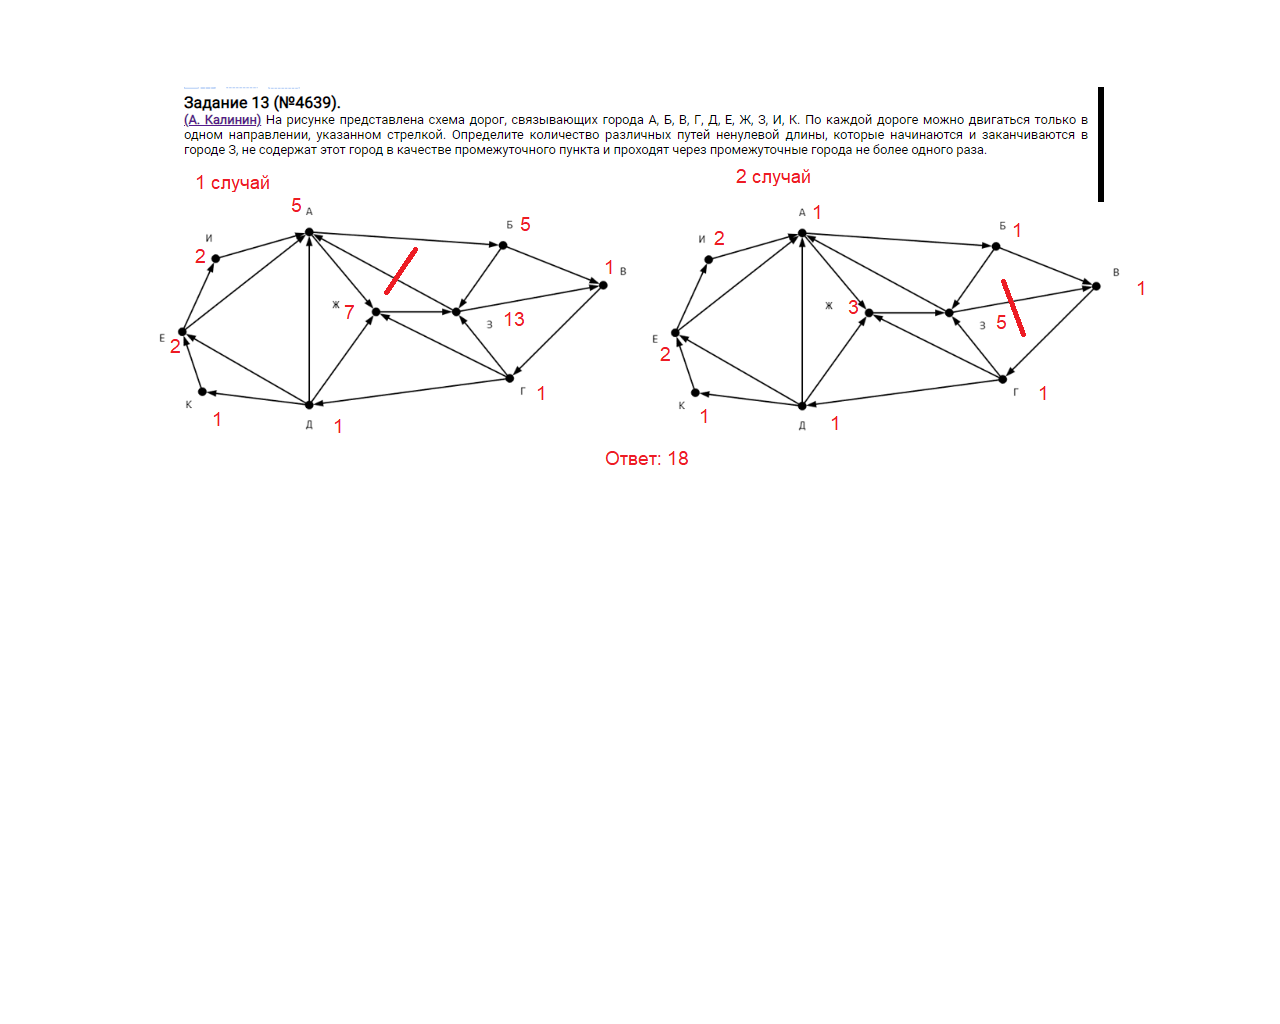 Задание 13 (№4639).
(А. Калинин) На рисунке представлена схема дорог, связывающих города А, Б, В, Г, Д, Е, Ж, З, И, К. По каждой дороге можно двигаться только в
одном направлении, указанном стрелкой. Определите количество различных путей ненулевой длины, которые начинаются и заканчиваются в
городе З, не содержат этот город в качестве промежуточного пункта и проходят через промежуточные города не более одного раза.
1 случай
2 случай
5 А
Б 5
И
2
1 В
Ж 7
З 13
Е 2
Г 1
К 1
Д 1
А 1
Б 1
И 2
В 1
Ж 3
З 5
Е 2
Г 1
К 1
Д 1
Ответ: 18